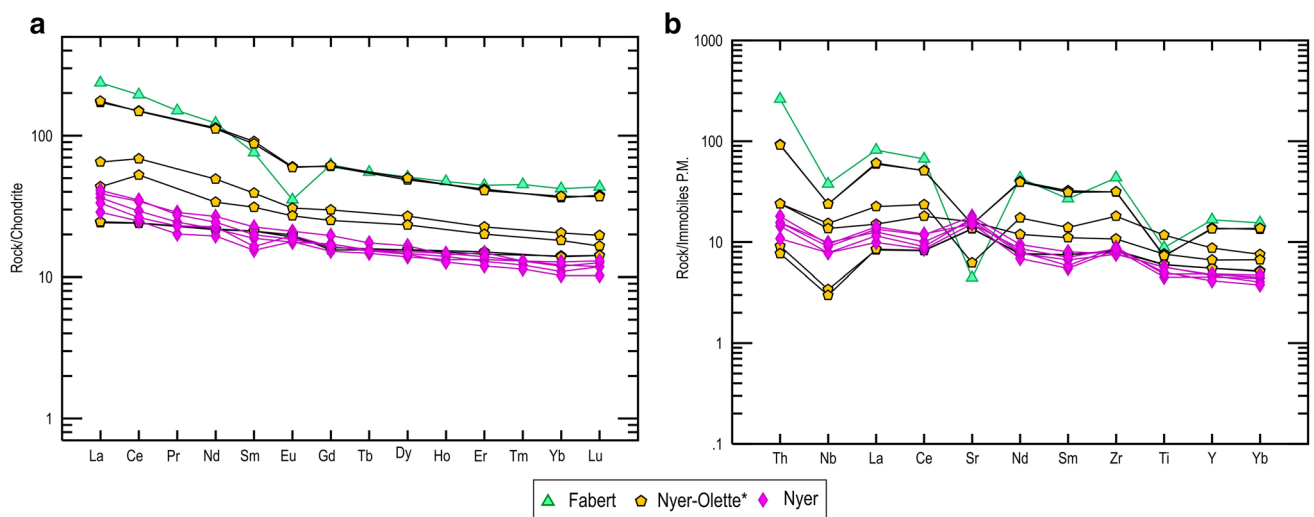 a
Rock/Chondrite
100
10
1
La Ce Pr Nd Sm Eu Gd Tb Dy Ho Er Tm Yb Lu
b
Rock/Immobiles P.M.
1000
100
10
1
.1
Th Nb La Ce Sr Nd Sm Zr Ti Y Yb
Fabert Nyer-Olette* Nyer